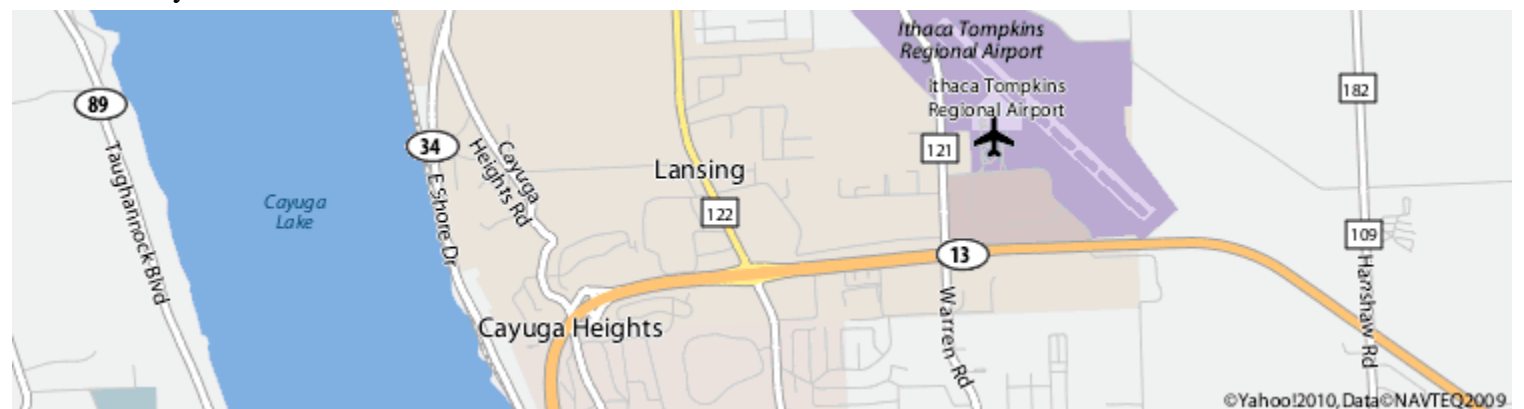 Ithaca Tompkins
Regional Airport
Ithaca Tompkins
Regional Airport
89
182
34
121
Taughannock Blvd
Cayuga
Heights Rd
Lansing
Cayuga
Lake
E Shore Dr
122
109
13
Hanshaw Rd
Warren Rd
Cayuga Heights
©Yahoo!2010, Data©NAVTEQ2009